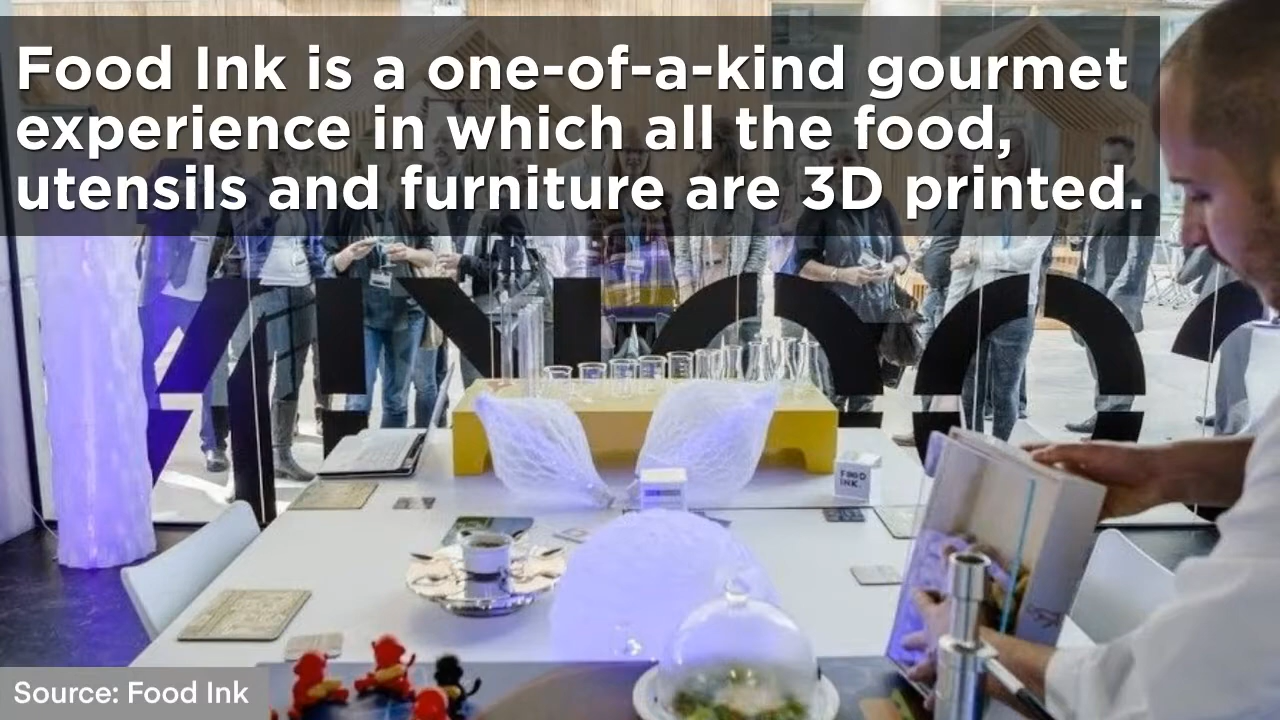 Food Ink is a one-of-a-kind gourmet
experience in which all the food,
utensils and furniture are 3D printed.
FOOD
INK.
Source: Food Ink